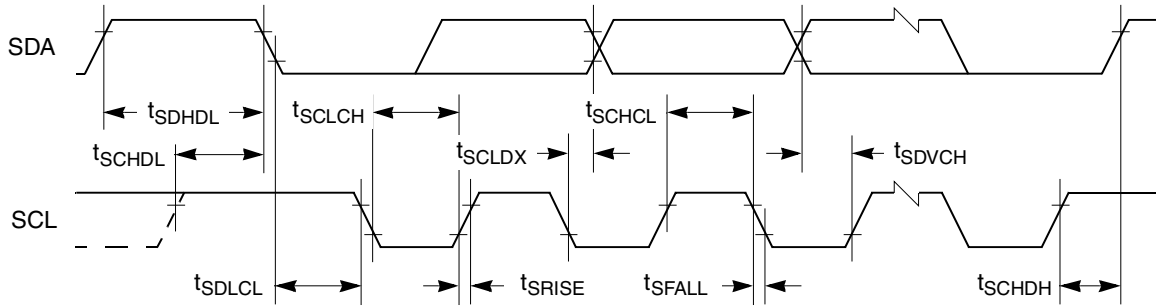 SDA
tSDHDL
tSCLCH
tSCHCL
tSCHDL
tSCLDX
tSDVCH
SCL
tSDLCL
tSRISE
tSFALL
tSCHDH